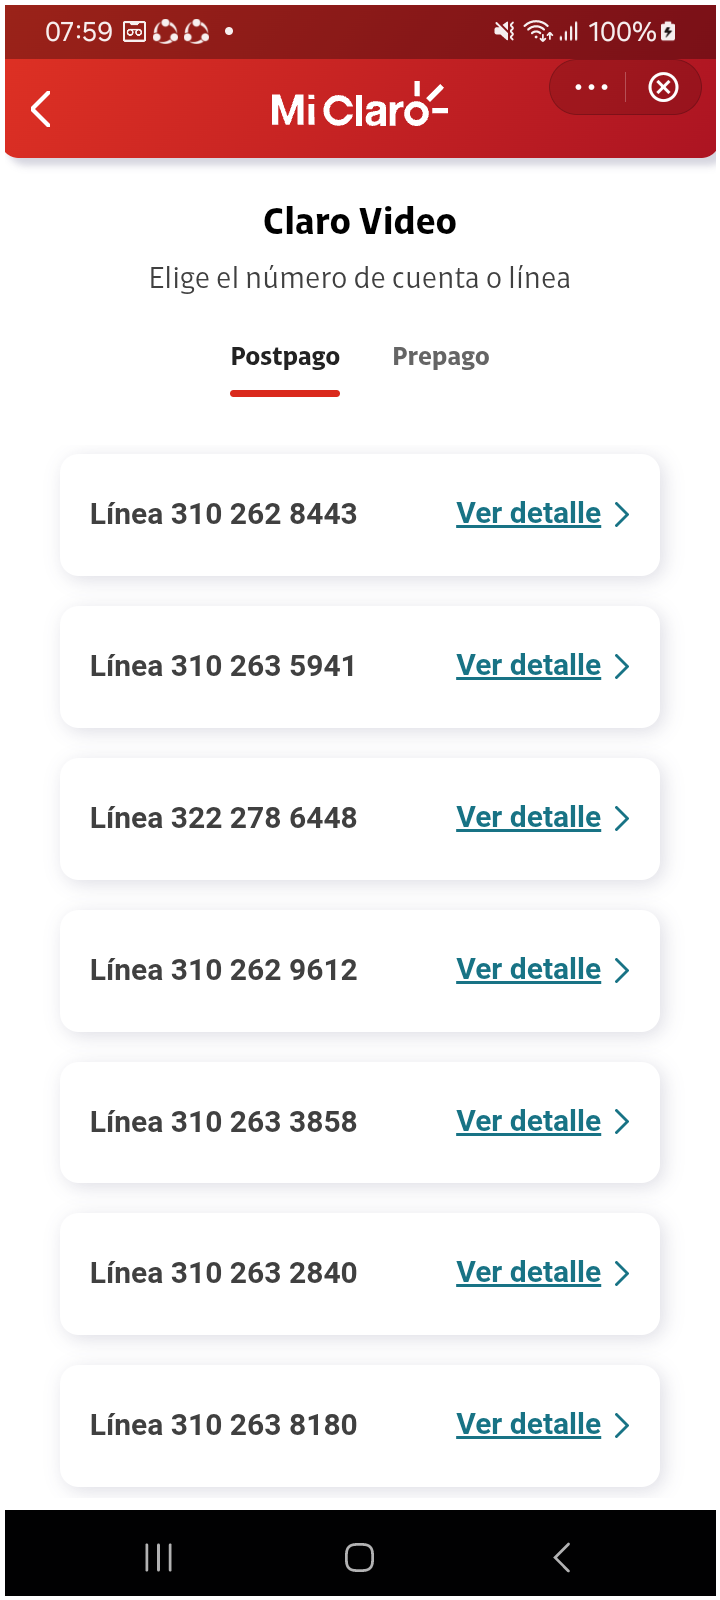 07:59 100%
Mi Claro
Claro Video
Elige el número de cuenta o línea
Postpago Prepago
Línea 310 262 8443 Ver detalle
Línea 310 263 5941 Ver detalle
Línea 322 278 6448 Ver detalle
Línea 310 262 9612 Ver detalle
Línea 310 263 3858 Ver detalle
Línea 310 263 2840 Ver detalle
Línea 310 263 8180 Ver detalle